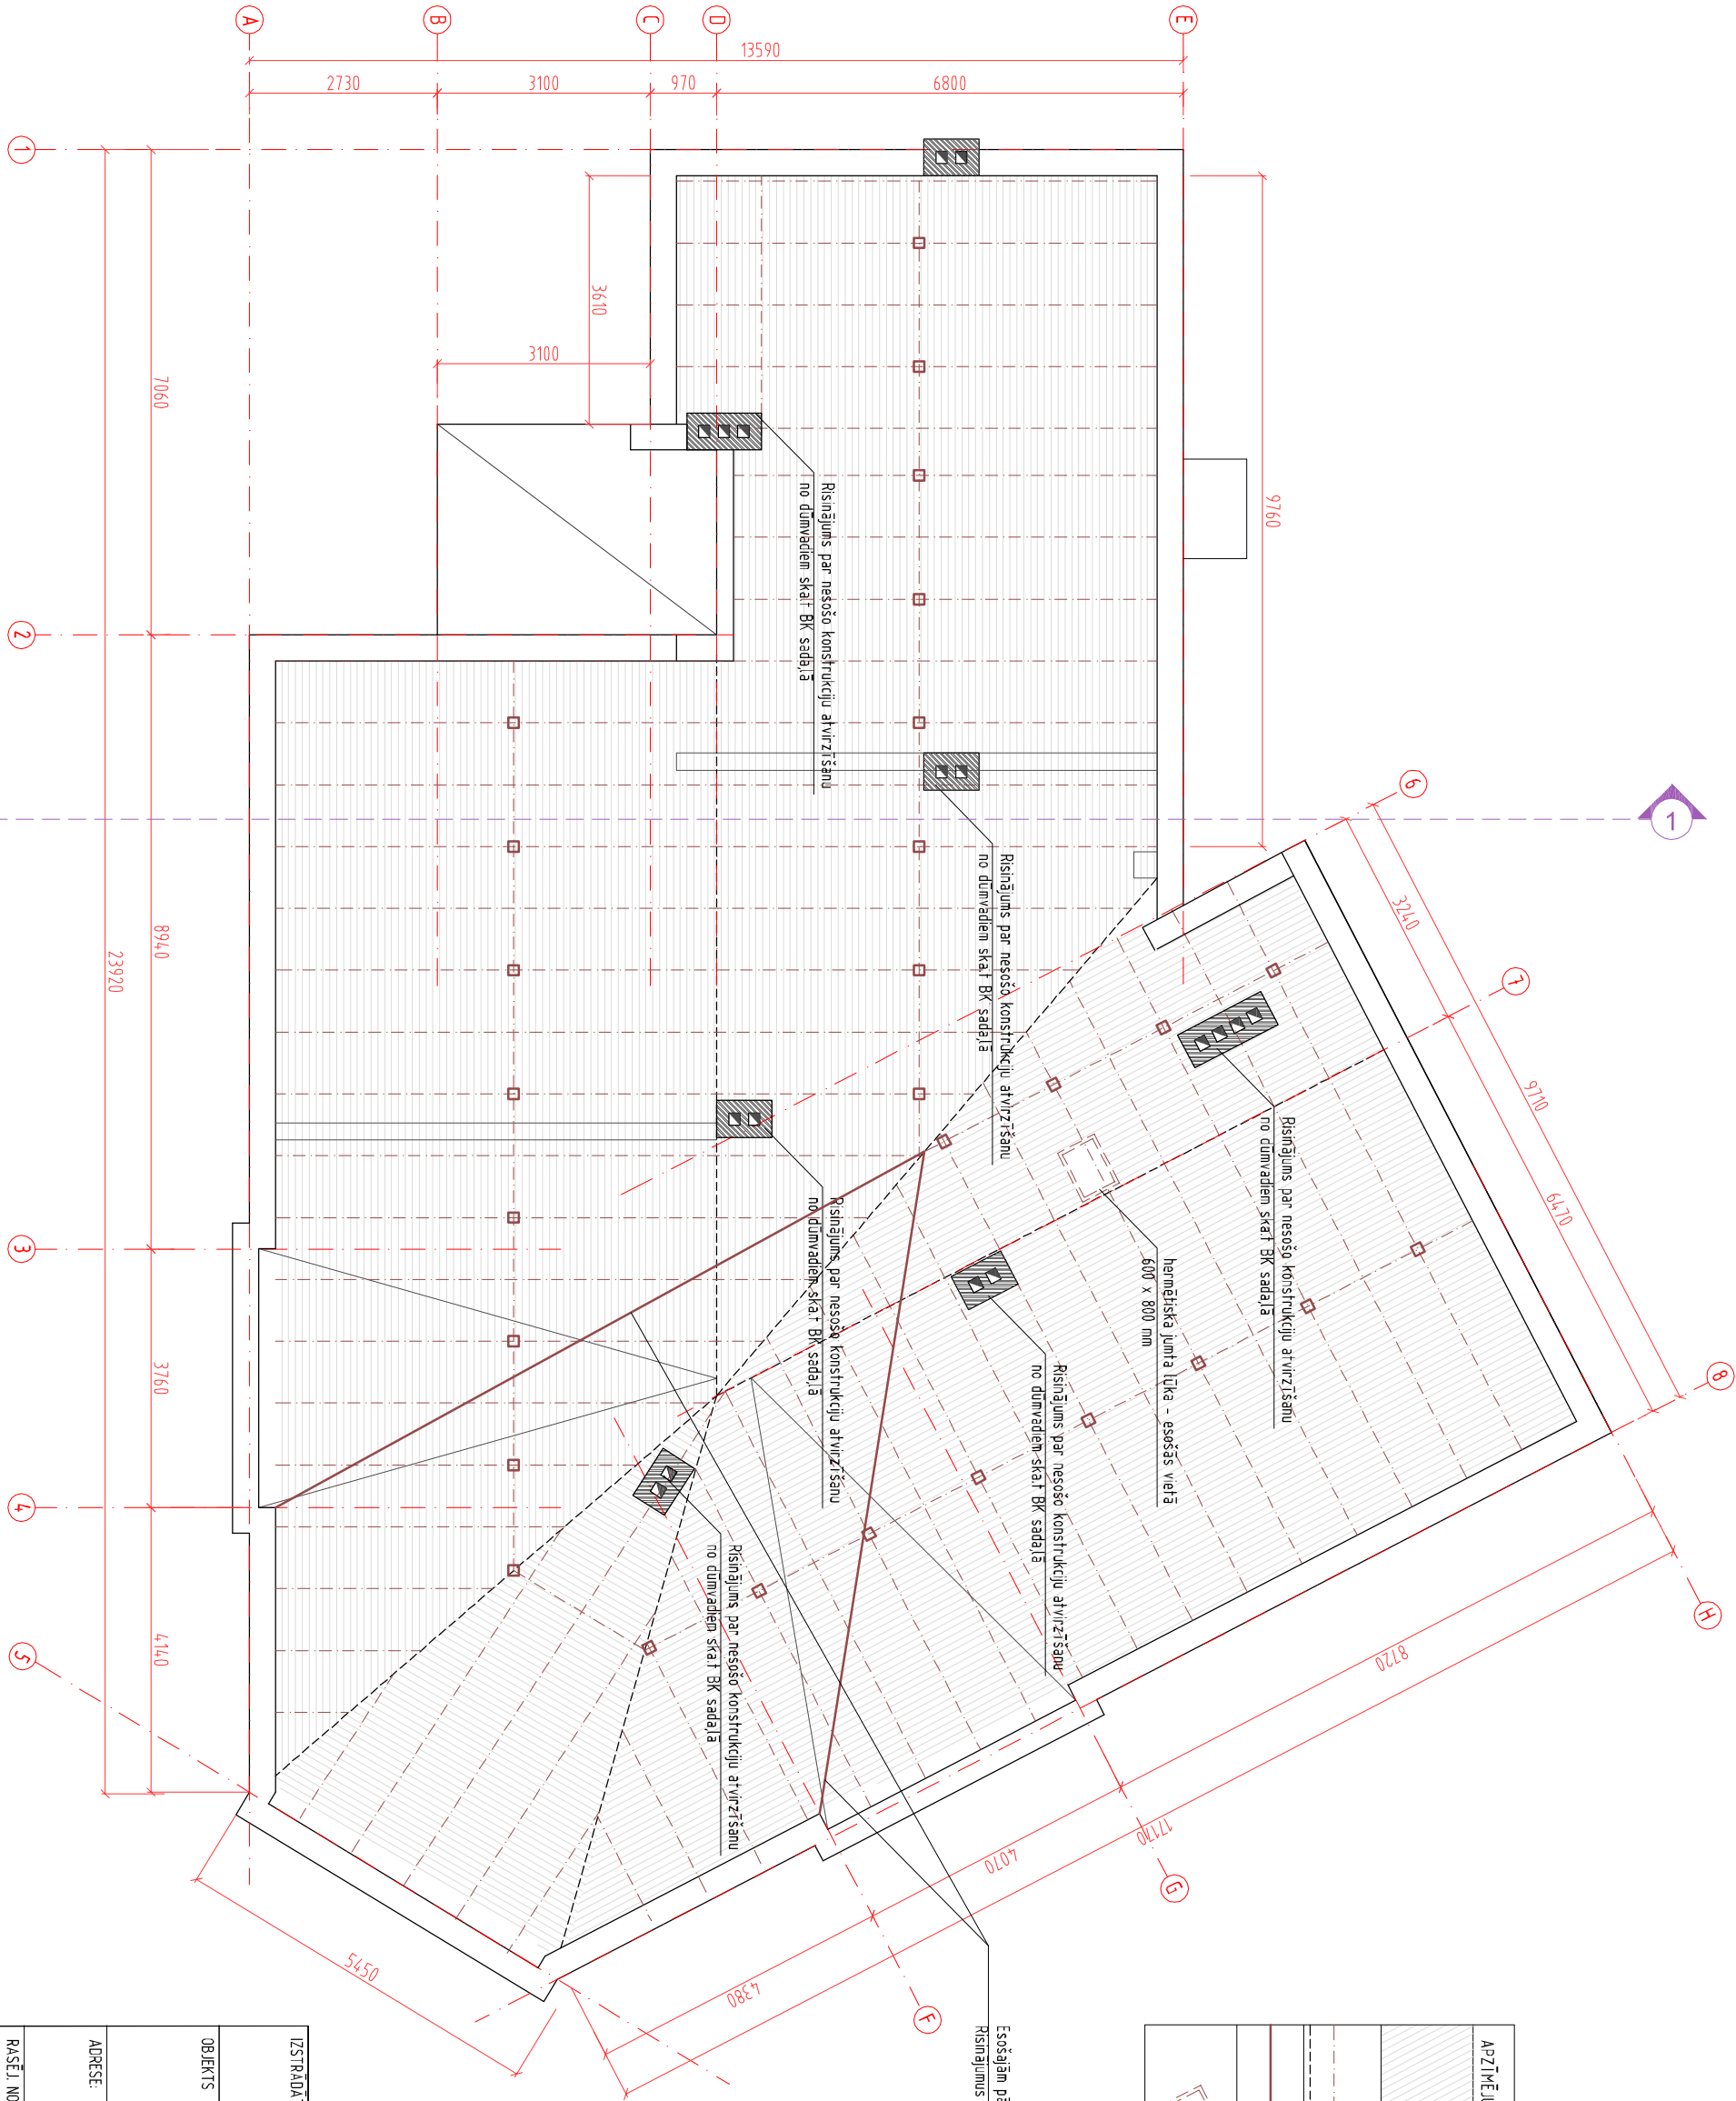 A
B
C
D
E
13590
2730
3100
970
6800
1
2
3
4
5
7060
8940
3760
4140
23920
3610
3100
9760
Risinājums par nesošo konstrukciju atvirzīšanu
no dūmvadiem skat BK sadaļā
Risinājums par nesošo konstrukciju atvirzīšanu
no dūmvadiem skat BK sadaļā
Risinājums par nesošo konstrukciju atvirzīšanu
no dūmvadiem skat BK sadaļā
Risinājums par nesošo konstrukciju atvirzīšanu
no dūmvadiem skat BK sadaļā
hermētiska jumta lūka - esošās vietā
600 x 800 mm
Risinājums par nesošo konstrukciju atvirzīšanu
no dūmvadiem skat BK sadaļā
Risinājums par nesošo konstrukciju atvirzīšanu
no dūmvadiem skat BK sadaļā
1
6
7
8
3240
6470
9710
H
G
F
8720
4070
4380
17170
5450
Esošajām
Risinājumus
OBJEKTS
ADRESE: